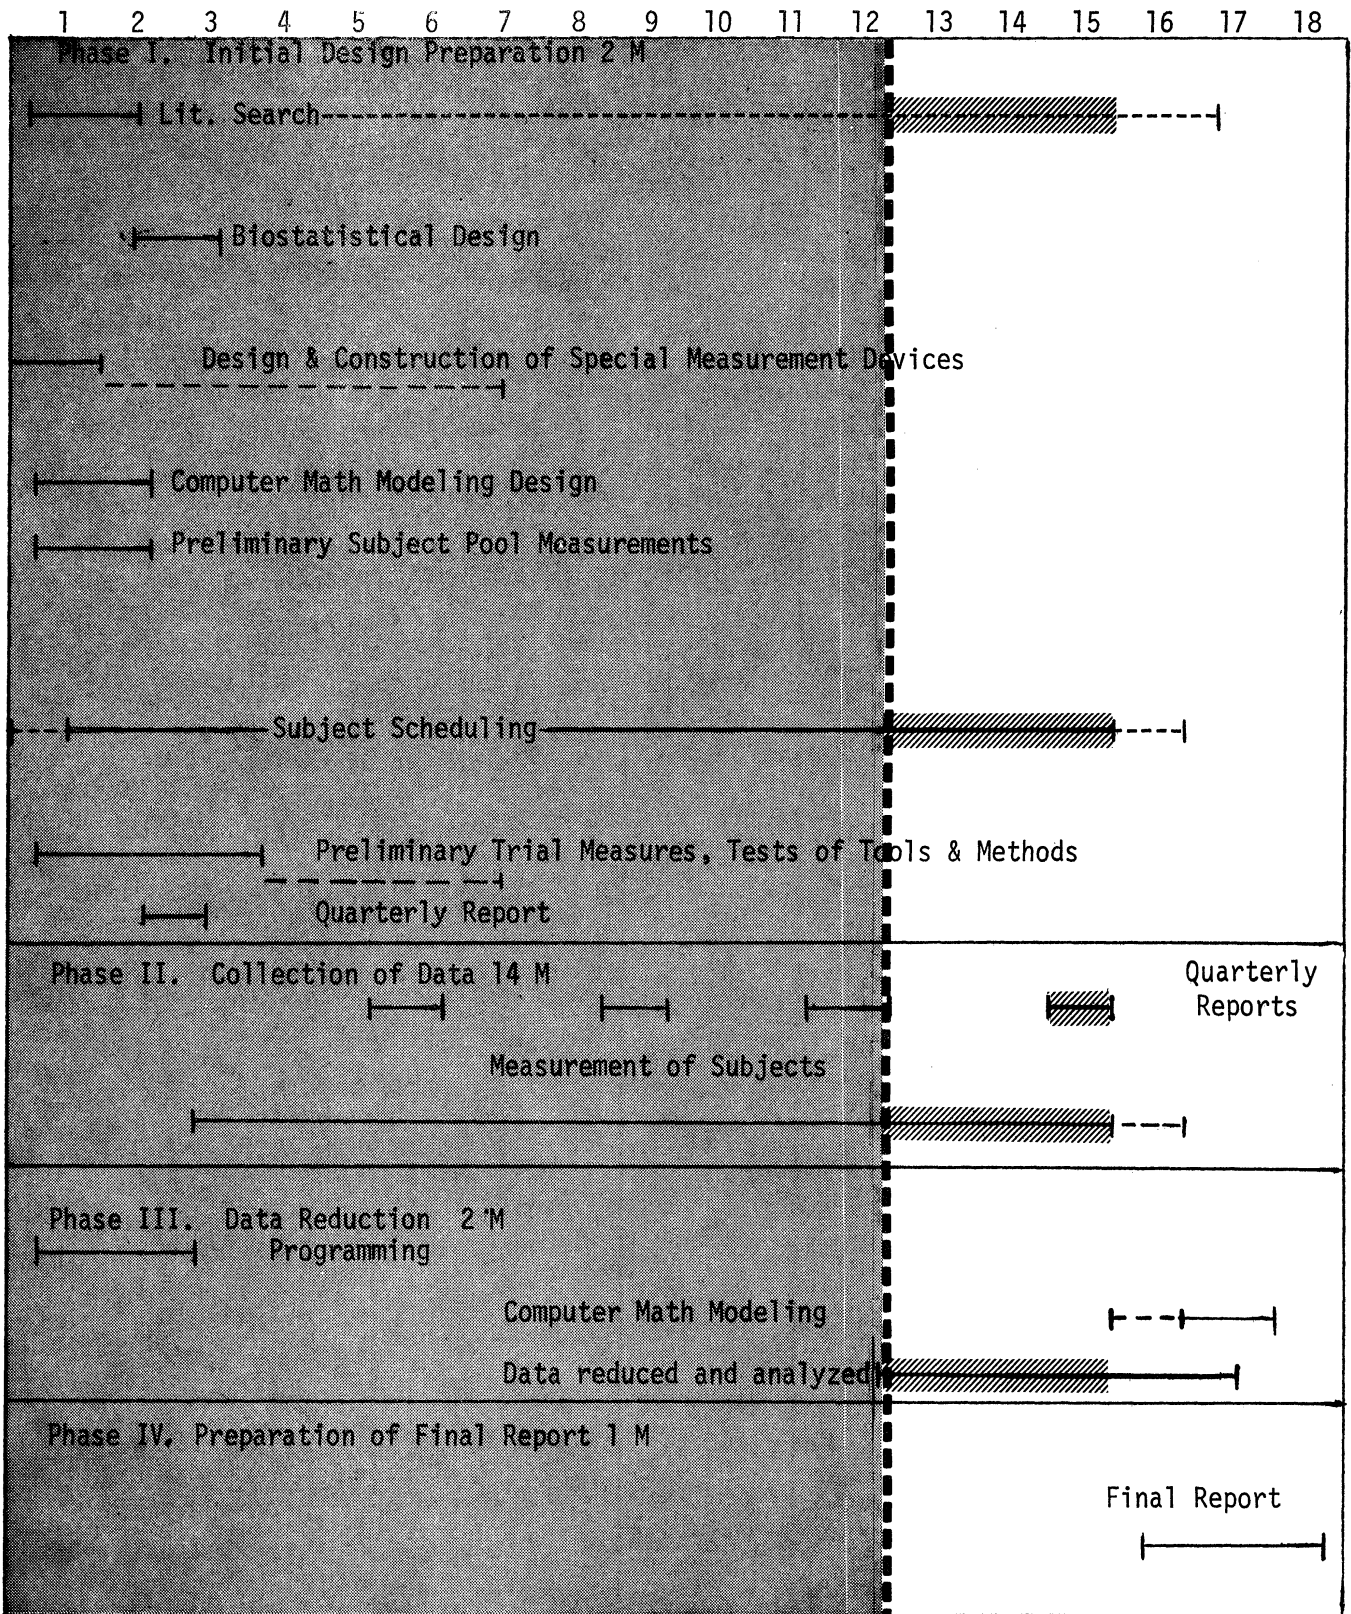 1 2 3 4 5 6 7 8 9 10 11 12 13 14 15 16 17 18
Phase I. Initial Design Preparation 2 M
Lit. Search
Biostatistical Design
Design & Construction of Special Measurement Devices
Computer Math Modeling Design
Preliminary Subject Pool Measurements
Subject Scheduling
Preliminary Trial Measures, Tests of Tools & Methods
Quarterly Report
Phase II. Collection of Data 14 M
Quarterly
Reports
Measurement of Subjects
Phase III. Data Reduction 2 M
Programming
Computer Math Modeling
Data reduced and analyzed
Phase IV. Preparation of Final Report 1 M
Final Report